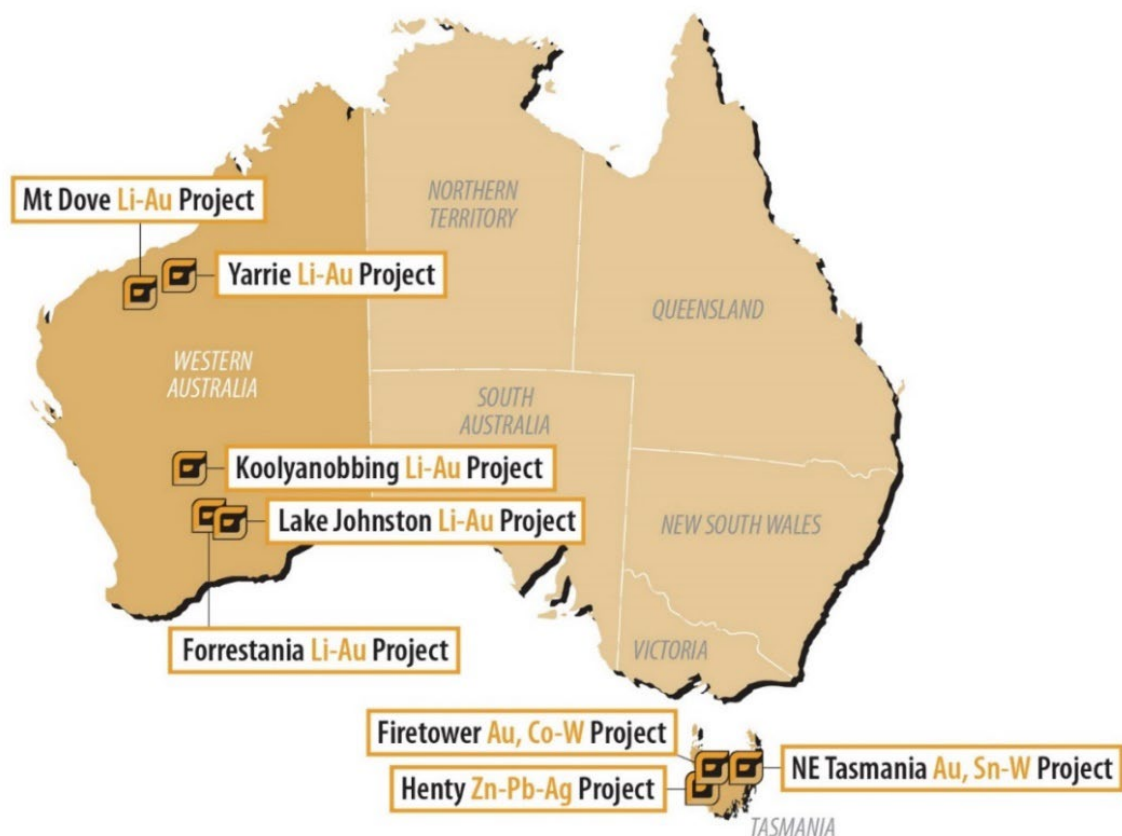 NORTHERN
TERRITORY
Mt Dove Li-Au Project
Yarrie Li-Au Project
QUEENSLAND
WESTERN
AUSTRALIA
SOUTH
AUSTRALIA
Koolyanobbing Li-Au Project
Lake Johnston Li-Au Project
NEW SOUTH WALES
Forrestania Li-Au Project
VICTORIA
Firetower Au, Co-W Project
NE Tasmania Au, Sn-W Project
Henty Zn-Pb-Ag Project
TASMANIA